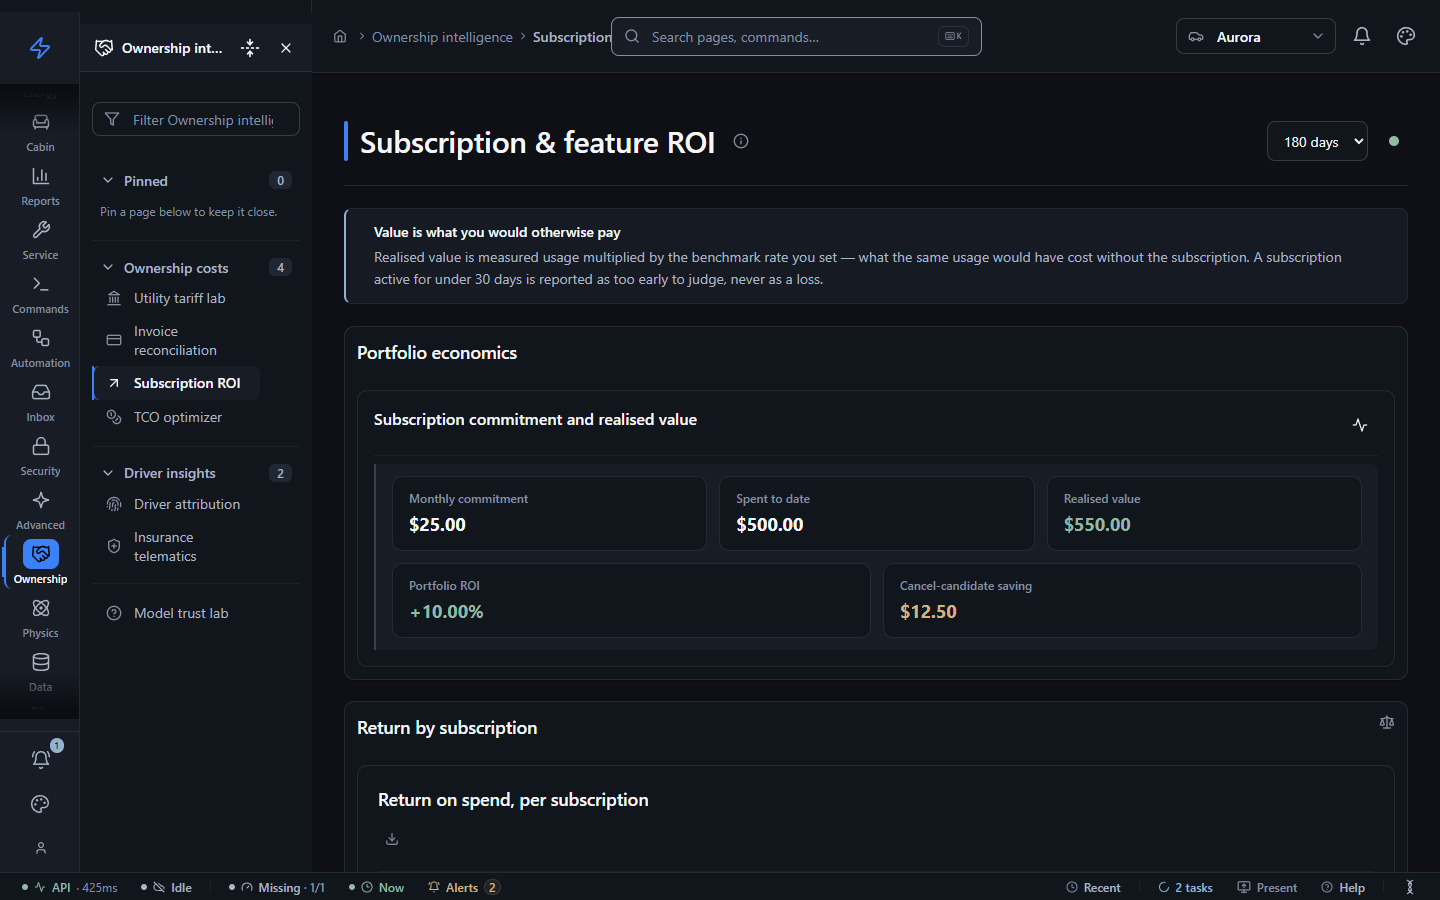 Ownership int...
Ownership intelligence
Subscription
Search pages, commands...
K
Aurora
Energy
Cabin
Reports
Service
Commands
Automation
Inbox
Security
Advanced
Ownership
Physics
Data
1
Filter Ownership intellig
Pinned
0
Pin a page below to keep it close.
Ownership costs
4
Utility tariff lab
Invoice
reconciliation
Subscription ROI
TCO optimizer
Driver insights
2
Driver attribution
Insurance
telematics
Model trust lab
Subscription & feature ROI
180 days
Value is what you would otherwise pay
Realised value is measured usage multiplied by the benchmark rate you set — what the same usage would have cost without the subscription. A subscription
active for under 30 days is reported as too early to judge, never as a loss.
Portfolio economics
Subscription commitment and realised value
Monthly commitment
$25.00
Spent to date
$500.00
Realised value
$550.00
Portfolio ROI
+10.00%
Cancel-candidate saving
$12.50
Return by subscription
Return on spend, per subscription
API · 425ms
Idle
Missing · 1/1
Now
Alerts 2
Recent
2 tasks
Present
Help